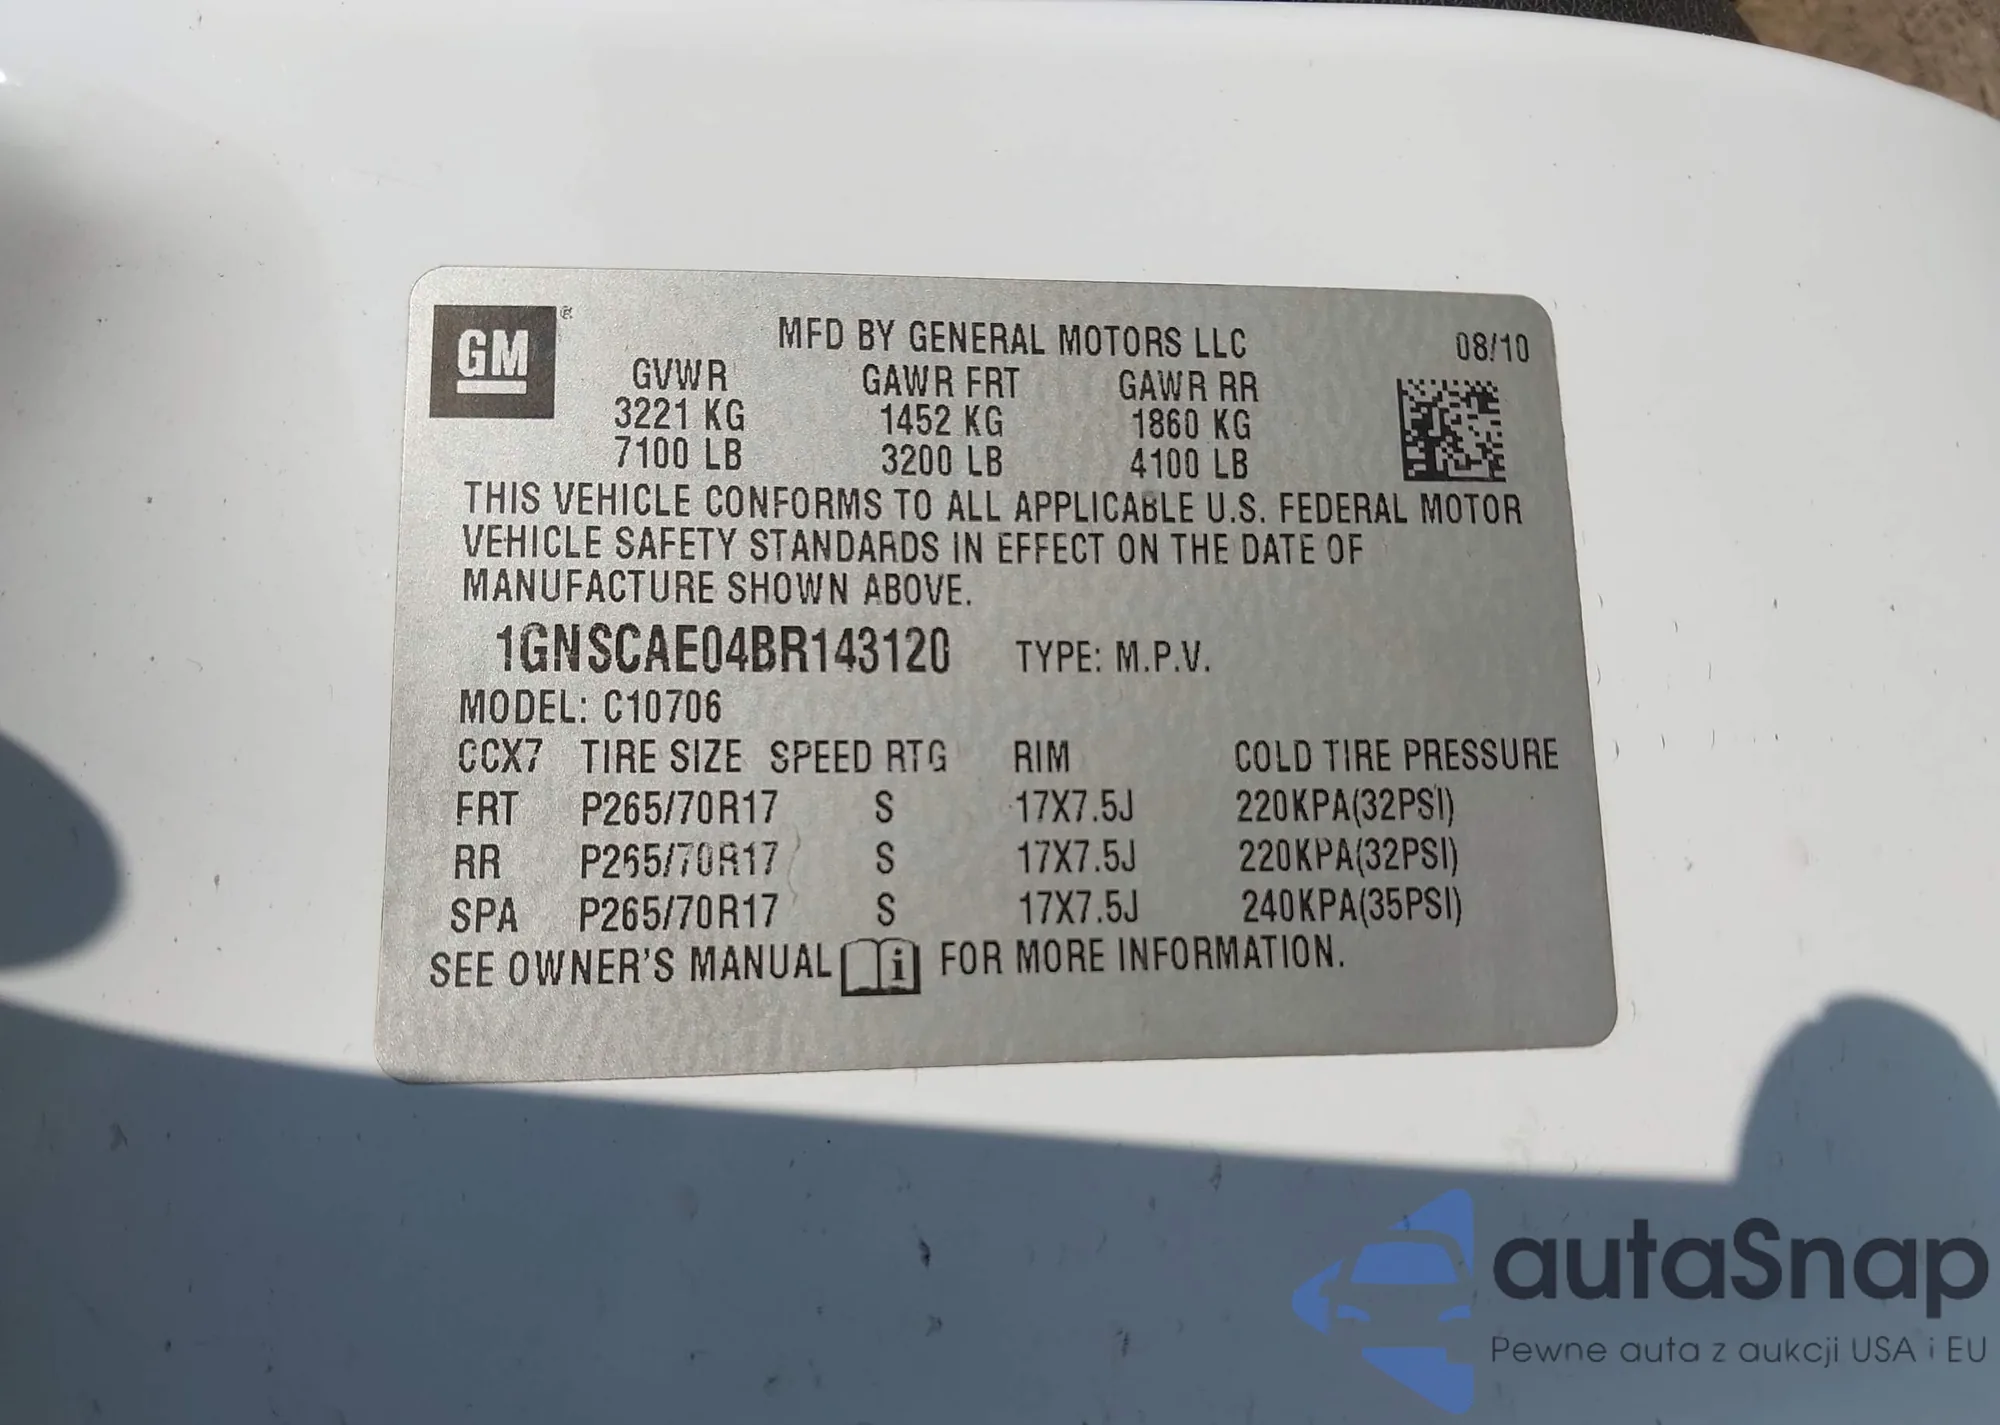 GM
MFD BY GENERAL MOTORS LLC 08/10
GVWR GAWR FRT GAWR RR
3221 KG 1452 KG 1860 KG
7100 LB 3200 LB 4100 LB
THIS VEHICLE CONFORMS TO ALL APPLICABLE U.S. FEDERAL MOTOR
VEHICLE SAFETY STANDARDS IN EFFECT ON THE DATE OF
MANUFACTURE SHOWN ABOVE.
1GNSCAE04BR143120 TYPE: M.P.V.
MODEL: C10706
CCX7 TIRE SIZE SPEED RTG RIM COLD TIRE PRESSURE
FRT P265/70R17 S 17X7.5J 220KPA(32PSI)
RR P265/70R17 S 17X7.5J 220KPA(32PSI)
SPA P265/70R17 S 17X7.5J 240KPA(35PSI)
SEE OWNER'S MANUAL i FOR MORE INFORMATION.
autaSnap
Pewne auta z aukcji USA i EU